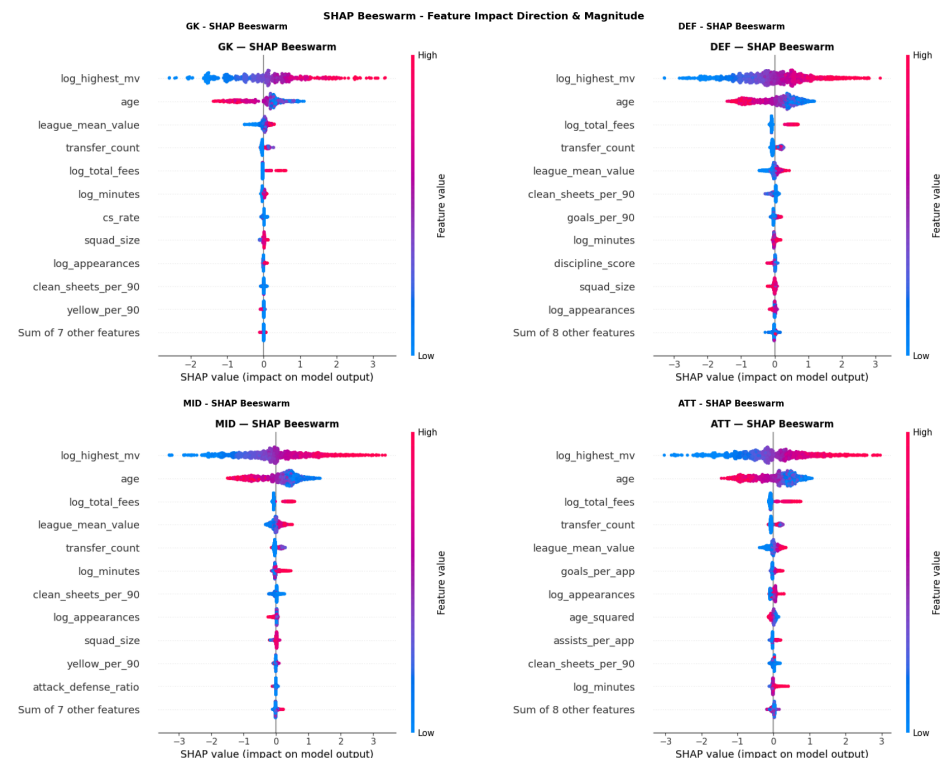 SHAP Beeswarm - Feature Impact Direction & Magnitude
GK - SHAP Beeswarm
GK — SHAP Beeswarm
High
log_highest_mv
age
league_mean_value
transfer_count
log_total_fees
log_minutes
cs_rate
squad_size
log_appearances
clean_sheets_per_90
yellow_per_90
Sum of 7 other features
Feature value
Low
−2 −1 0 1 2 3
SHAP value (impact on model output)
DEF - SHAP Beeswarm
DEF — SHAP Beeswarm
High
log_highest_mv
age
log_total_fees
transfer_count
league_mean_value
clean_sheets_per_90
goals_per_90
log_minutes
discipline_score
squad_size
log_appearances
Sum of 8 other features
Feature value
Low
−3 −2 −1 0 1 2 3
SHAP value (impact on model output)
MID - SHAP Beeswarm
MID — SHAP Beeswarm
High
log_highest_mv
age
log_total_fees
league_mean_value
transfer_count
log_minutes
clean_sheets_per_90
log_appearances
squad_size
yellow_per_90
attack_defense_ratio
Sum of 7 other features
Feature value
Low
−3 −2 −1 0 1 2 3
SHAP value (impact on model output)
ATT - SHAP Beeswarm
ATT — SHAP Beeswarm
High
log_highest_mv
age
log_total_fees
transfer_count
league_mean_value
goals_per_app
log_appearances
age_squared
assists_per_app
clean_sheets_per_90
log_minutes
Sum of 8 other features
Feature value
Low
−3 −2 −1 0 1 2 3
SHAP value (impact on model output)